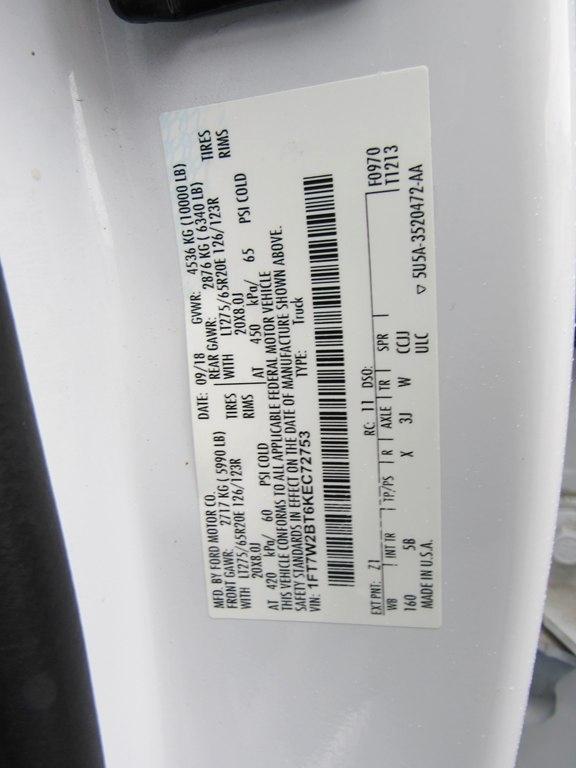 MFD. BY FORD MOTOR CO. DATE: 09/18 GVWR: 4536 KG (10000 LB)
FRONT GAWR: 2717 KG ( 5990 LB) REAR GAWR: 2876 KG ( 6340 LB)
WITH LT275/65R20E 126/123R TIRES WITH LT275/65R20E 126/123R TIRES
20X8.0J RIMS 20X8.0J RIMS
AT 420 kPa/ 60 PSI COLD AT 450 kPa/ 65 PSI COLD
THIS VEHICLE CONFORMS TO ALL APPLICABLE FEDERAL MOTOR VEHICLE
SAFETY STANDARDS IN EFFECT ON THE DATE OF MANUFACTURE SHOWN ABOVE.
VIN: 1FT7W2BT6KEC72753 TYPE: Truck
F0970
EXT PNT: Z1 RC: 11 DSO: T1213
WB INT TR TP/PS R AXLE TR SPR
160 5B X 3J W CCIJ
MADE IN U.S.A. ULC
▽ 5U5A-3520472-AA